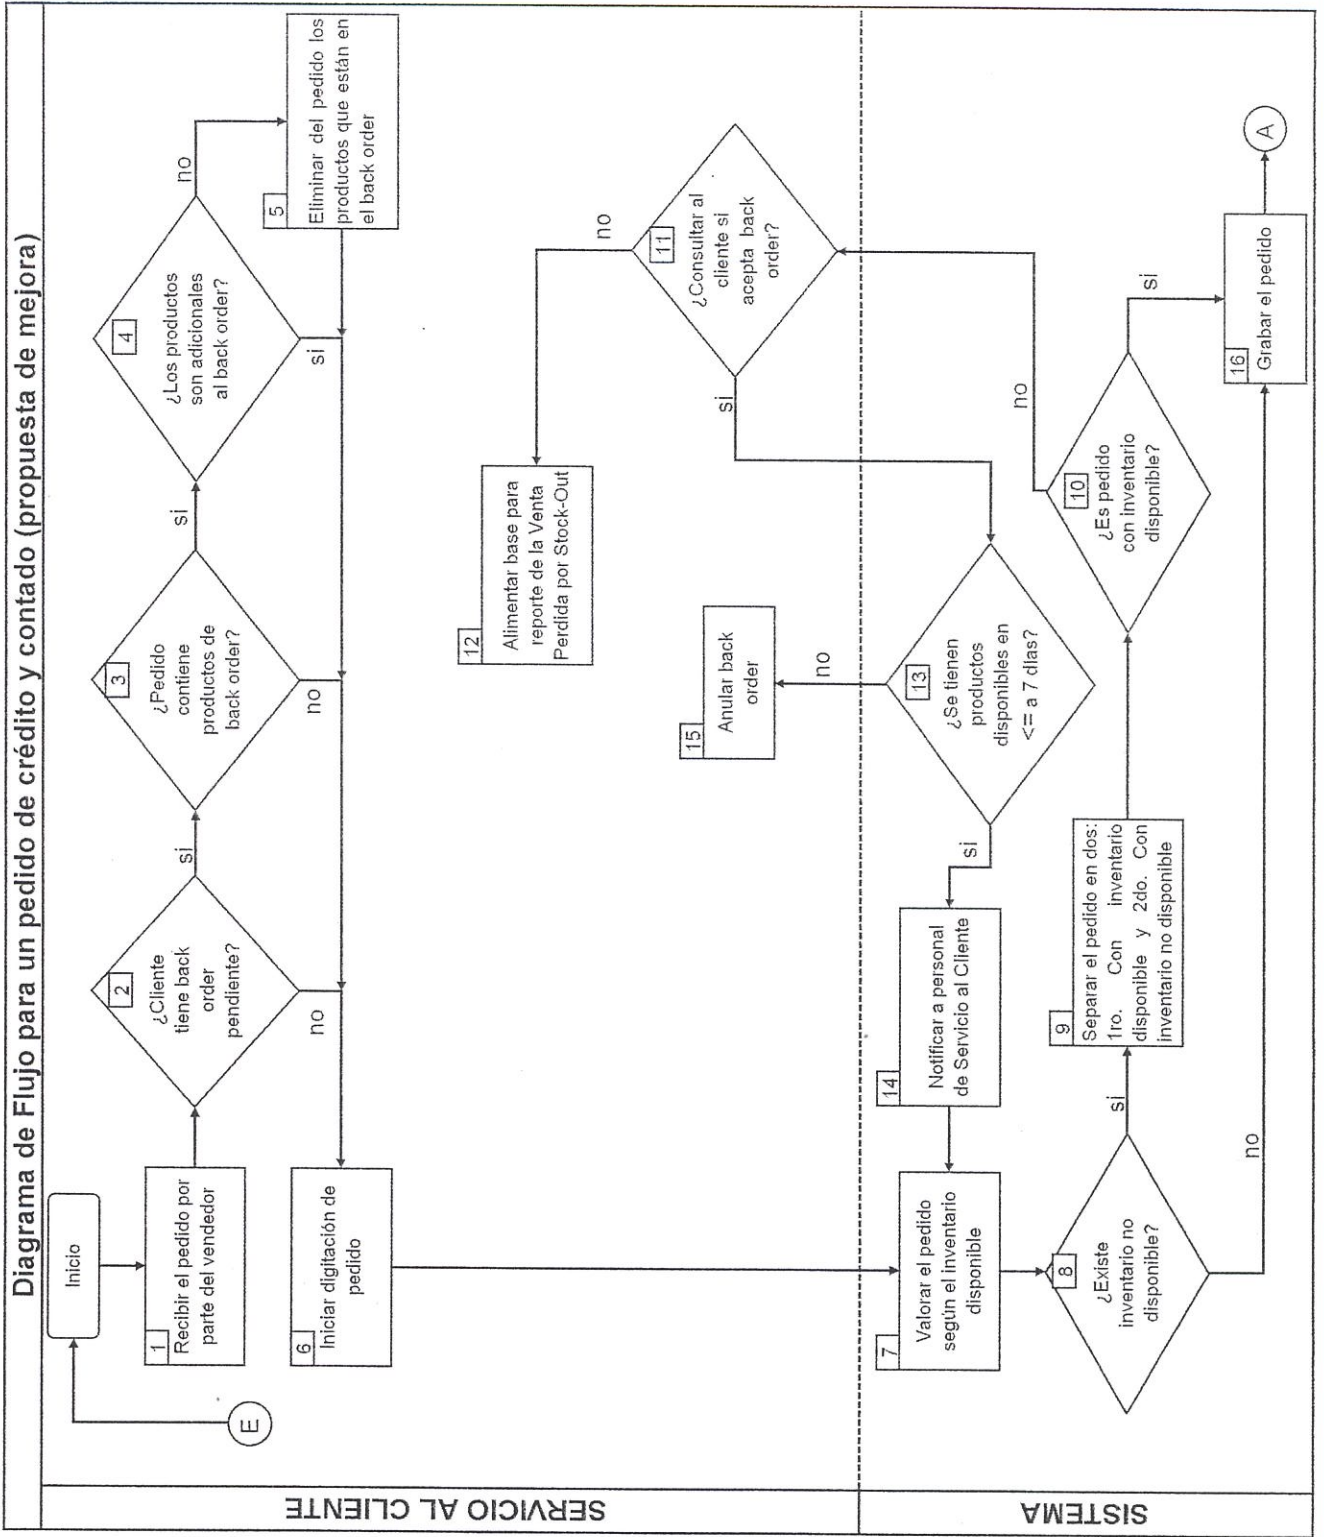 Diagrama de Flujo para un pedido de crédito y contado (propuesta de mejora)
SERVICIO AL CLIENTE
E
Inicio
1
Recibir el pedido por
parte del vendedor
2
¿Cliente
tiene back
order
pendiente?
si
no
3
¿Pedido
contiene
productos de
back order?
si
no
4
¿Los productos
son adicionales
al back order?
no
si
5
Eliminar del pedido los
productos que están en
el back order
6
Iniciar digitación de
pedido
12
Alimentar base para
reporte de la Venta
Perdida por Stock-Out
no
11
¿Consultar al
cliente si
acepta back
order?
si
15
Anular back
order
no
SISTEMA
7
Valorar el pedido
según el inventario
disponible
14
Notificar a personal
de Servicio al Cliente
si
13
¿Se tienen
productos
disponibles en
<= a 7 días?
8
¿Existe
inventario no
disponible?
si
no
9
Separar el pedido en dos:
1ro. Con inventario
disponible y 2do. Con
inventario no disponible
10
¿Es pedido
con inventario
disponible?
no
si
16
Grabar el pedido
A